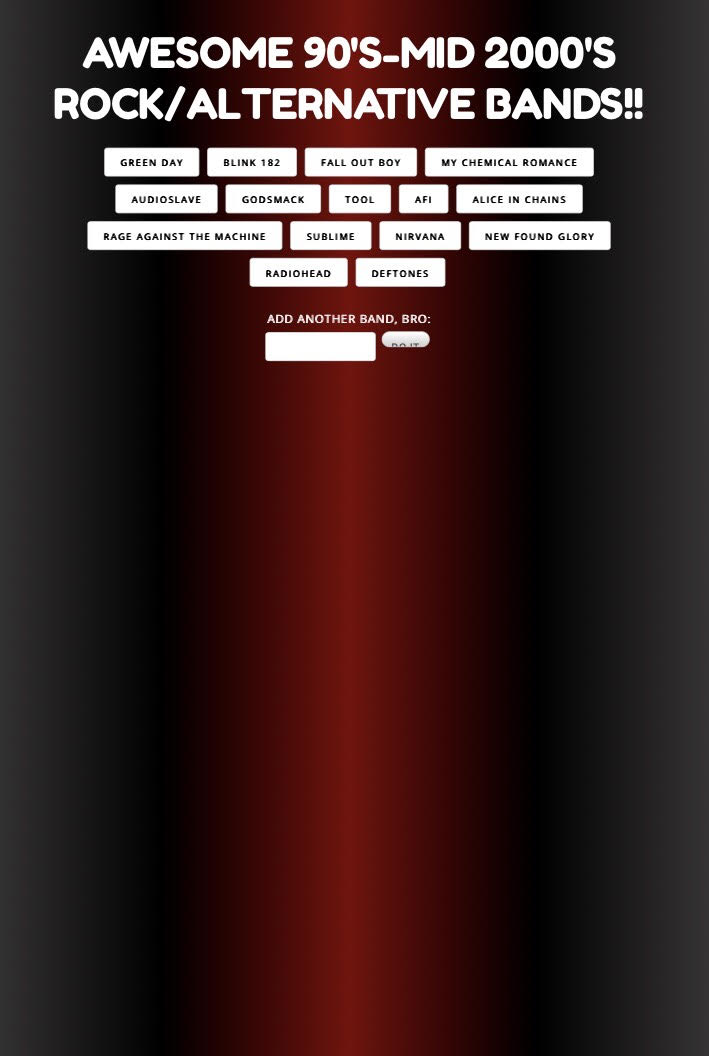 AWESOME 90'S-MID 2000'S
ROCK/ALTERNATIVE BANDS!!
GREEN DAY BLINK 182 FALL OUT BOY MY CHEMICAL ROMANCE
AUDIOSLAVE GODSMACK TOOL AFI ALICE IN CHAINS
RAGE AGAINST THE MACHINE SUBLIME NIRVANA NEW FOUND GLORY
RADIOHEAD DEFTONES
ADD ANOTHER BAND, BRO:
DO IT